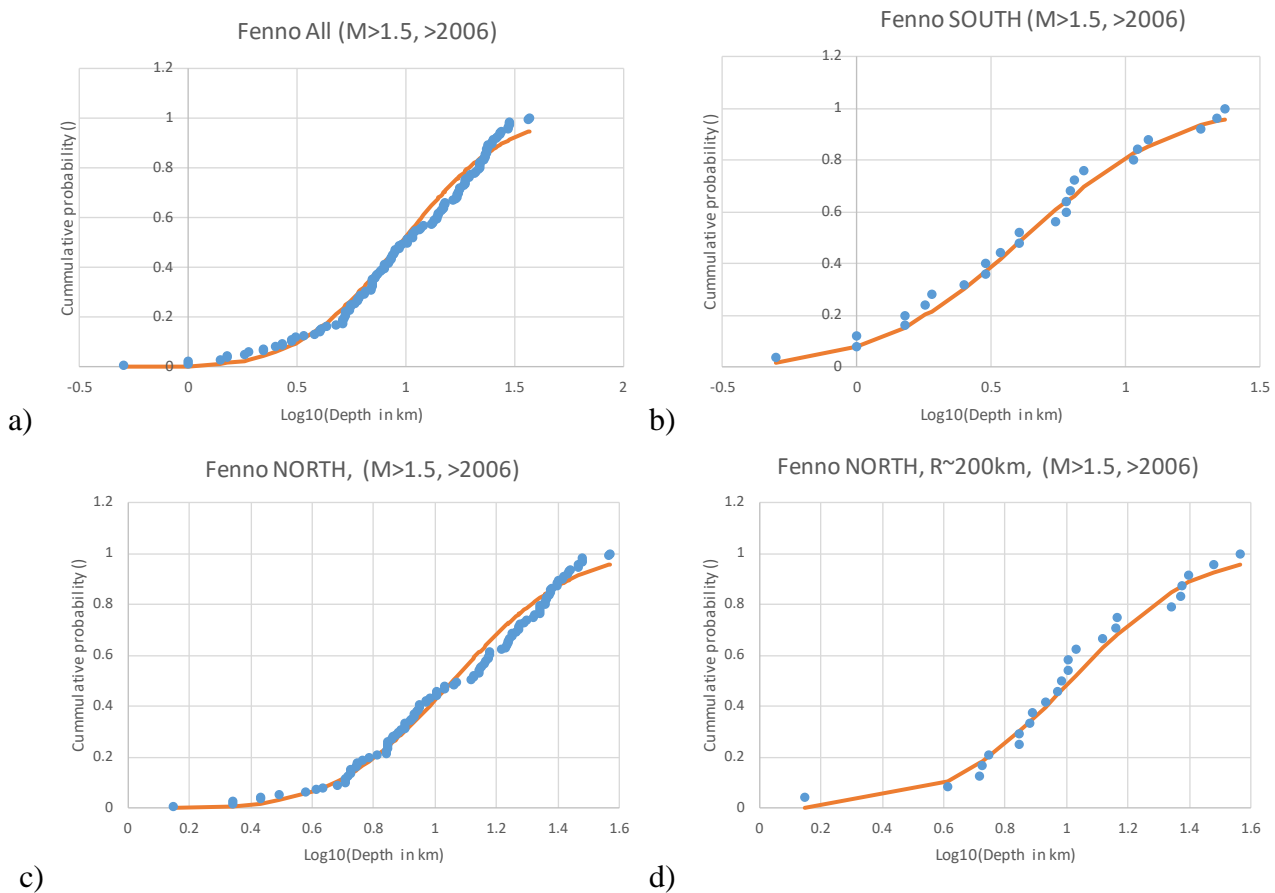 Fenno All (M>1.5, >2006)
1.2
1
0.8
0.6
0.4
0.2
0
-0.5 0 0.5 1 1.5 2
Cummulative probability ()
Log10(Depth in km)
a)
Fenno SOUTH (M>1.5, >2006)
1.2
1
0.8
0.6
0.4
0.2
0
-0.5 0 0.5 1 1.5
Cummulative probability ()
Log10(Depth in km)
b)
Fenno NORTH, (M>1.5, >2006)
1.2
1
0.8
0.6
0.4
0.2
0
0 0.2 0.4 0.6 0.8 1 1.2 1.4 1.6
Cummulative probability ()
Log10(Depth in km)
c)
Fenno NORTH, R~200km, (M>1.5, >2006)
1.2
1
0.8
0.6
0.4
0.2
0
0 0.2 0.4 0.6 0.8 1 1.2 1.4 1.6
Cummulative probability ()
Log10(Depth in km)
d)